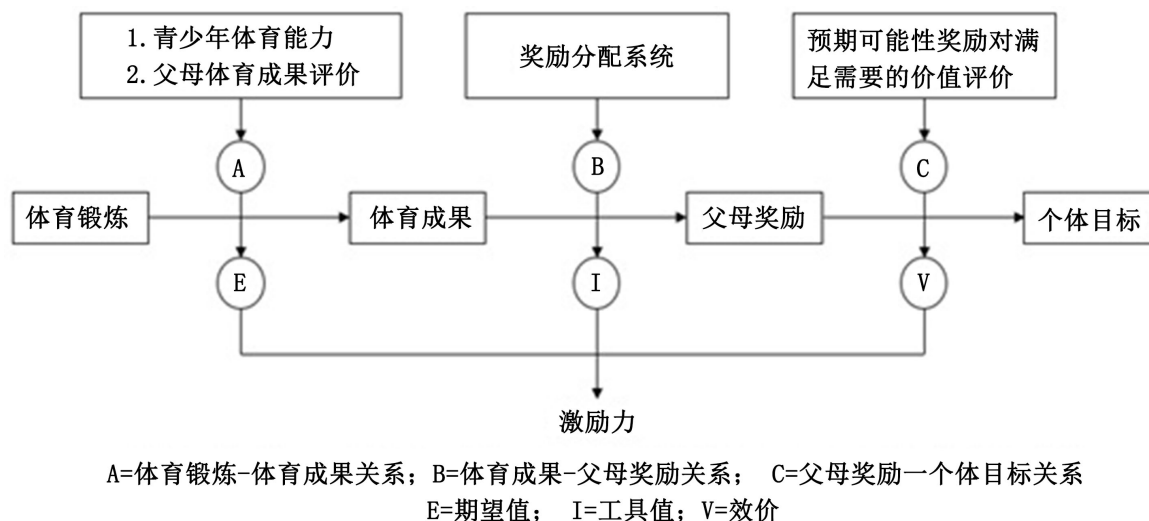 1.青少年体育能力
2.父母体育成果评价
奖励分配系统
预期可能性奖励对满
足需要的价值评价
A
B
C
体育锻炼
体育成果
父母奖励
个体目标
E
I
V
激励力
A=体育锻炼-体育成果关系；B=体育成果-父母奖励关系； C=父母奖励一个体目标关系
E=期望值； I=工具值；V=效价